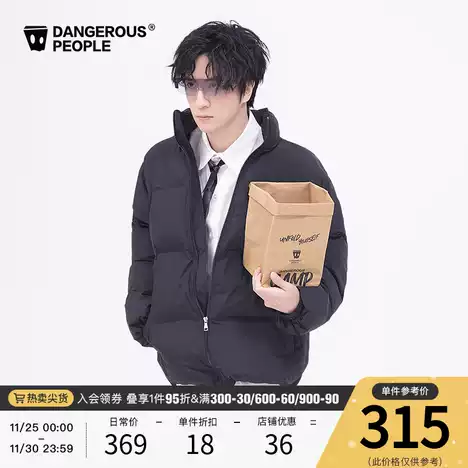 DANGEROUS®
PEOPLE
UNFOLD
YOURSELF
DANGEROUS
单件参考价
315
(此价格仅供参考)
热卖尖货 入会领券 叠享1件95折&满300-30/600-60/900-90
11/25 00:00
11/30 23:59
日常价 — 单件折扣 — 店铺优惠 =
369 18 36